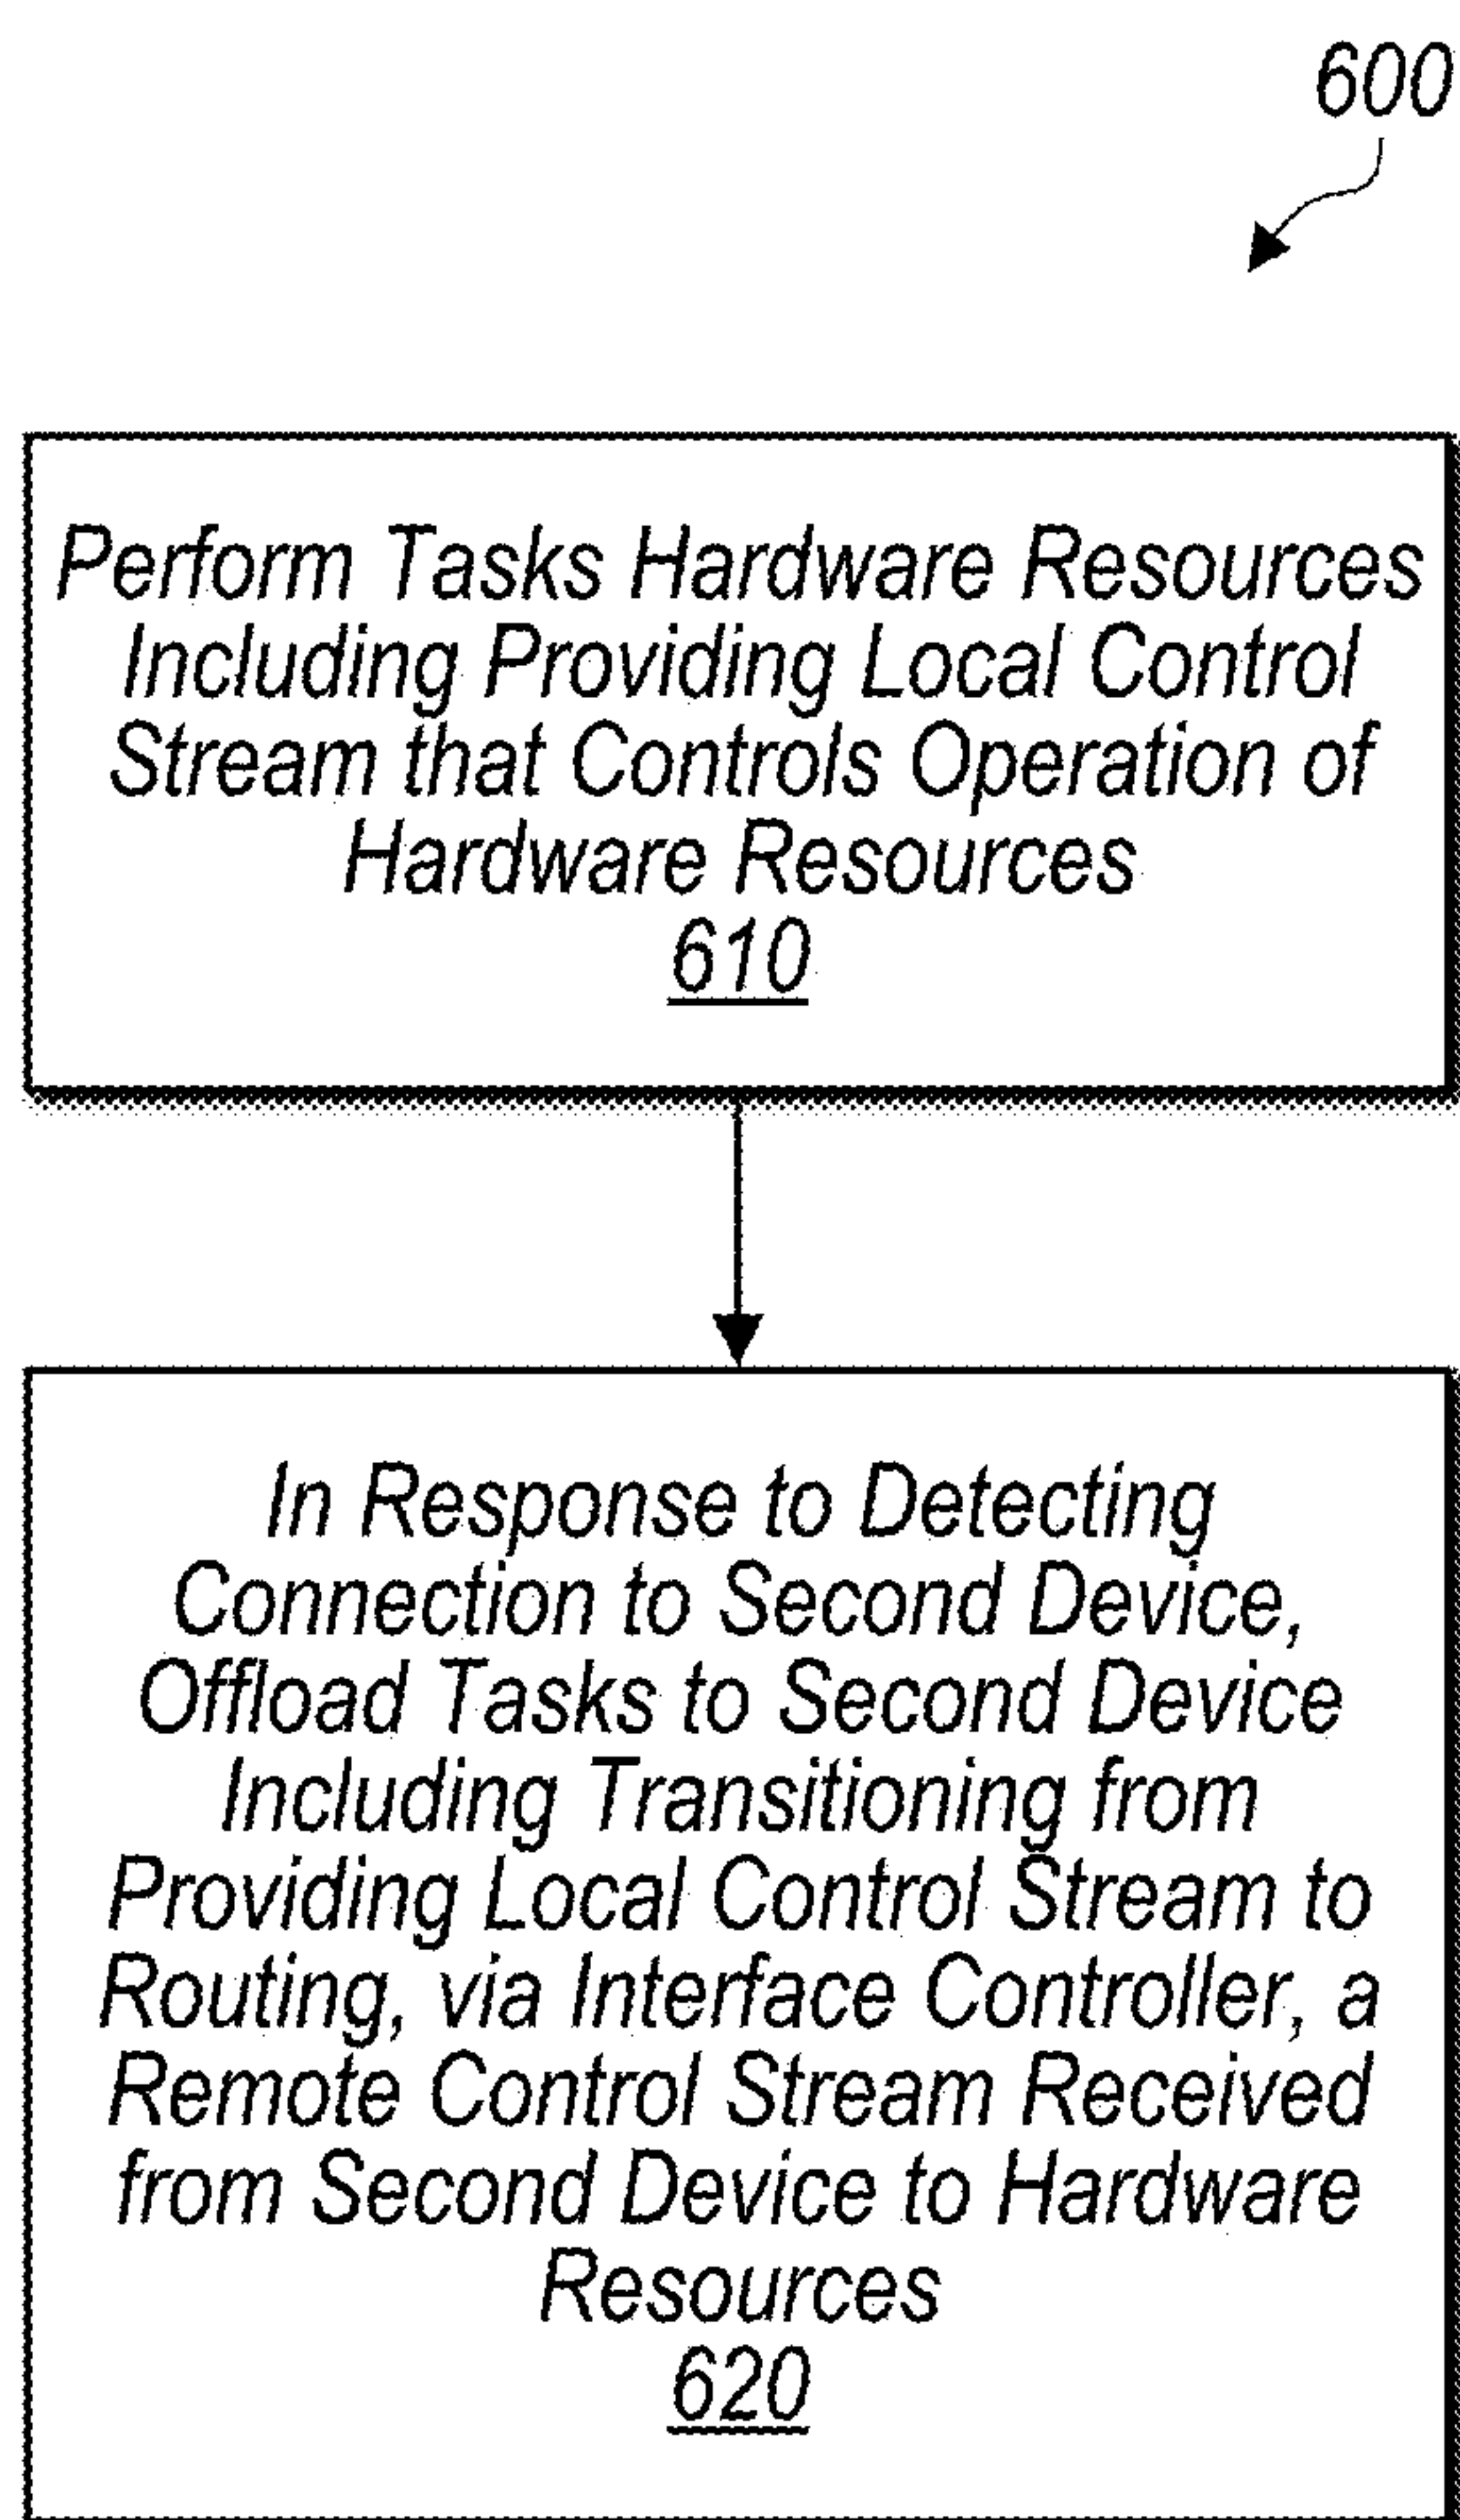 600
Perform Tasks Hardware Resources
Including Providing Local Control
Stream that Controls Operation of
Hardware Resources
610
In Response to Detecting
Connection to Second Device,
Offload Tasks to Second Device
Including Transitioning from
Providing Local Control Stream to
Routing, via Interface Controller, a
Remote Control Stream Received
from Second Device to Hardware
Resources
620